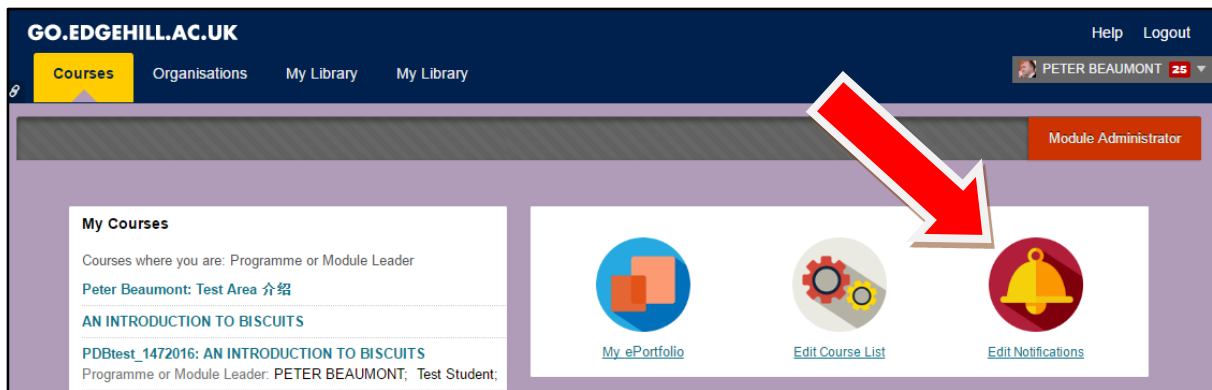 GO.EDGEHILL.AC.UK
Help Logout
Courses Organisations My Library My Library
PETER BEAUMONT 25
Module Administrator
My Courses
Courses where you are: Programme or Module Leader
Peter Beaumont: Test Area 介绍
AN INTRODUCTION TO BISCUITS
PDBtest_1472016: AN INTRODUCTION TO BISCUITS
Programme or Module Leader: PETER BEAUMONT; Test Student;
My ePortfolio
Edit Course List
Edit Notifications